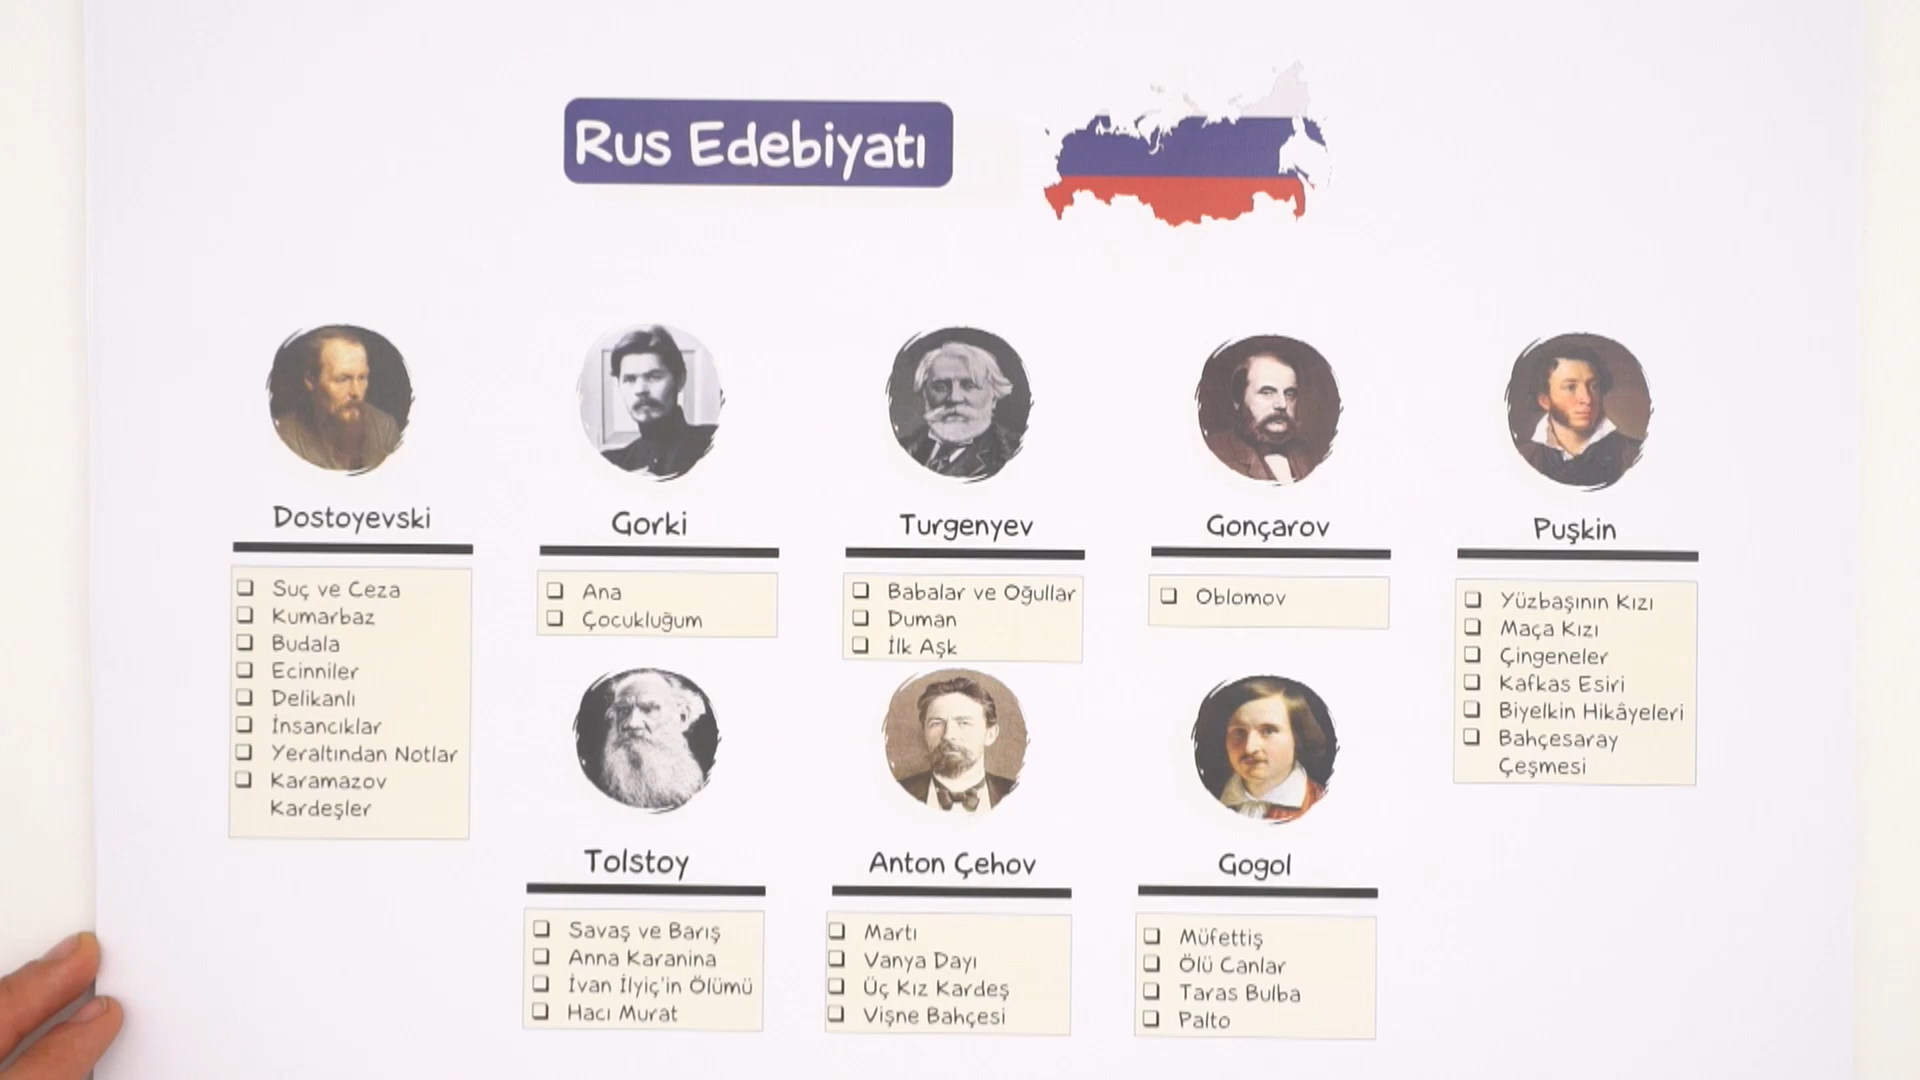 Rus Edebiyatı
Dostoyevski
Suç ve Ceza
Kumarbaz
Budala
Ecinniler
Delikanlı
İnsancıklar
Yeraltından Notlar
Karamazov
Kardeşler
Gorki
Ana
Çocukluğum
Turgenyev
Babalar ve Oğullar
Duman
İlk Aşk
Gonçarov
Oblomov
Puşkin
Yüzbaşının Kızı
Maça Kızı
Çingeneler
Kafkas Esiri
Biyelkin Hikâyeleri
Bahçesaray
Çeşmesi
Tolstoy
Savaş ve Barış
Anna Karanina
İvan İlyiç'in Ölümü
Hacı Murat
Anton Çehov
Martı
Vanya Dayı
Üç Kız Kardeş
Vişne Bahçesi
Gogol
Müfettiş
Ölü Canlar
Taras Bulba
Palto